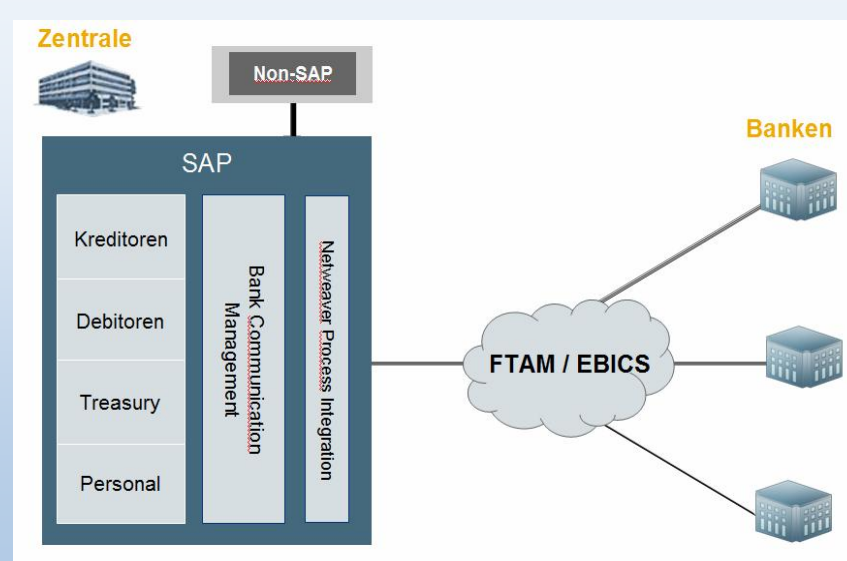 Zentrale
Non-SAP
Banken
SAP
Kreditoren
Debitoren
Treasury
Personal
Bank Communication
Management
Netweaver Process Integration
FTAM / EBICS